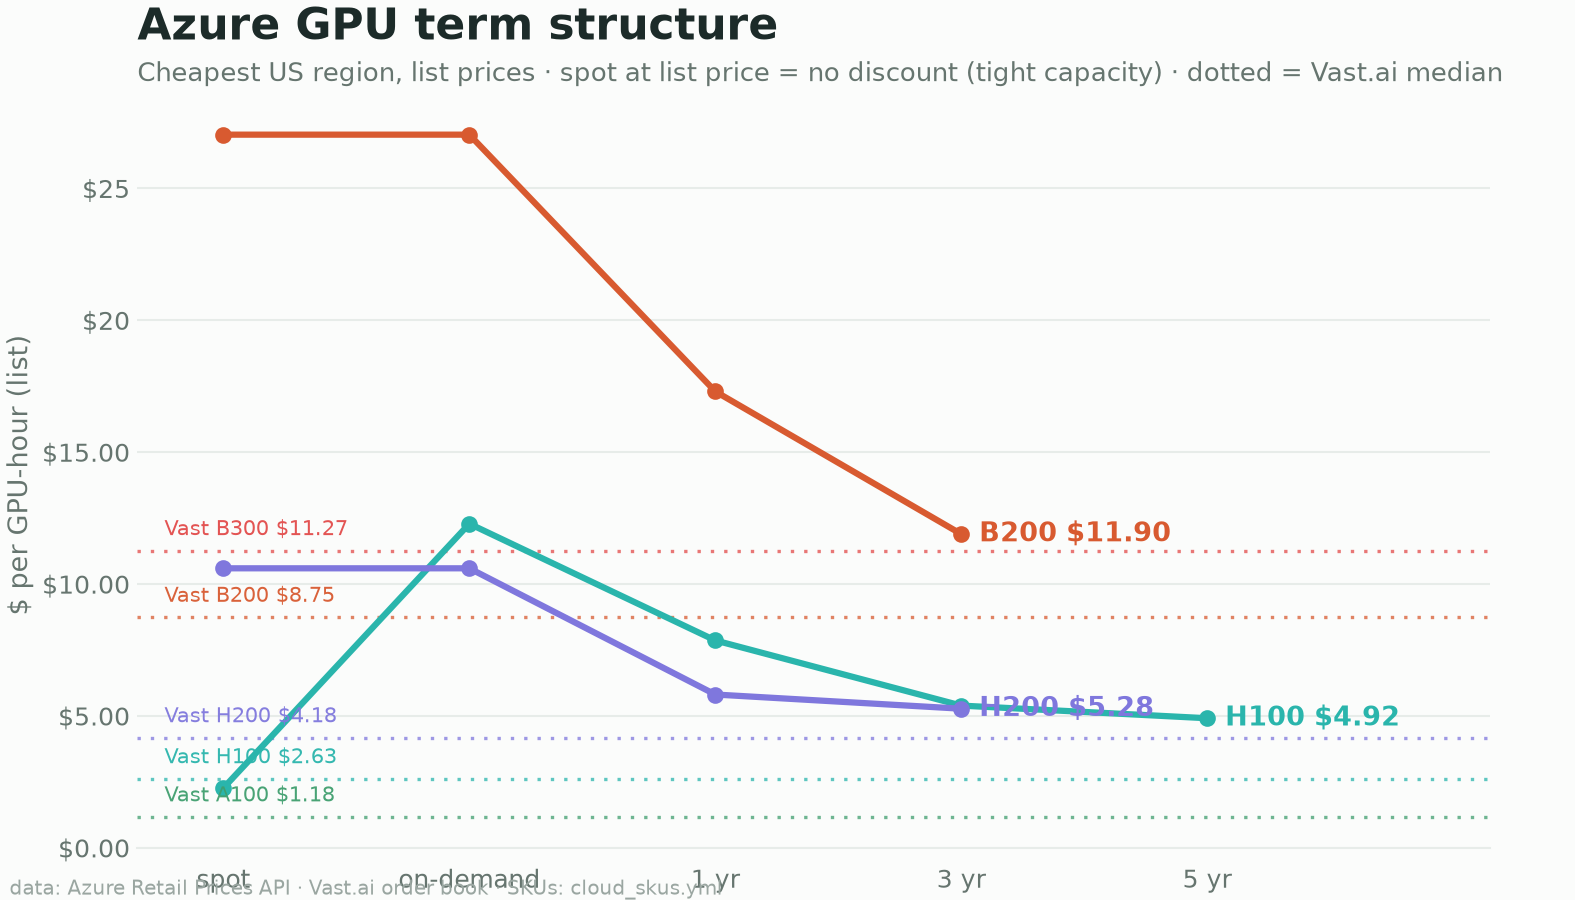 Azure GPU term structure
Cheapest US region, list prices · spot at list price = no discount (tight capacity) · dotted = Vast.ai median
$ per GPU-hour (list)
$25
$20
$15.00
$10.00
$5.00
$0.00
Vast B300 $11.27
Vast B200 $8.75
Vast H200 $4.18
Vast H100 $2.63
Vast A100 $1.18
B200 $11.90
H200 $5.28
H100 $4.92
spot
on-demand
1 yr
3 yr
5 yr
data: Azure Retail Prices API · Vast.ai order book · SKUs: cloud_skus.yml